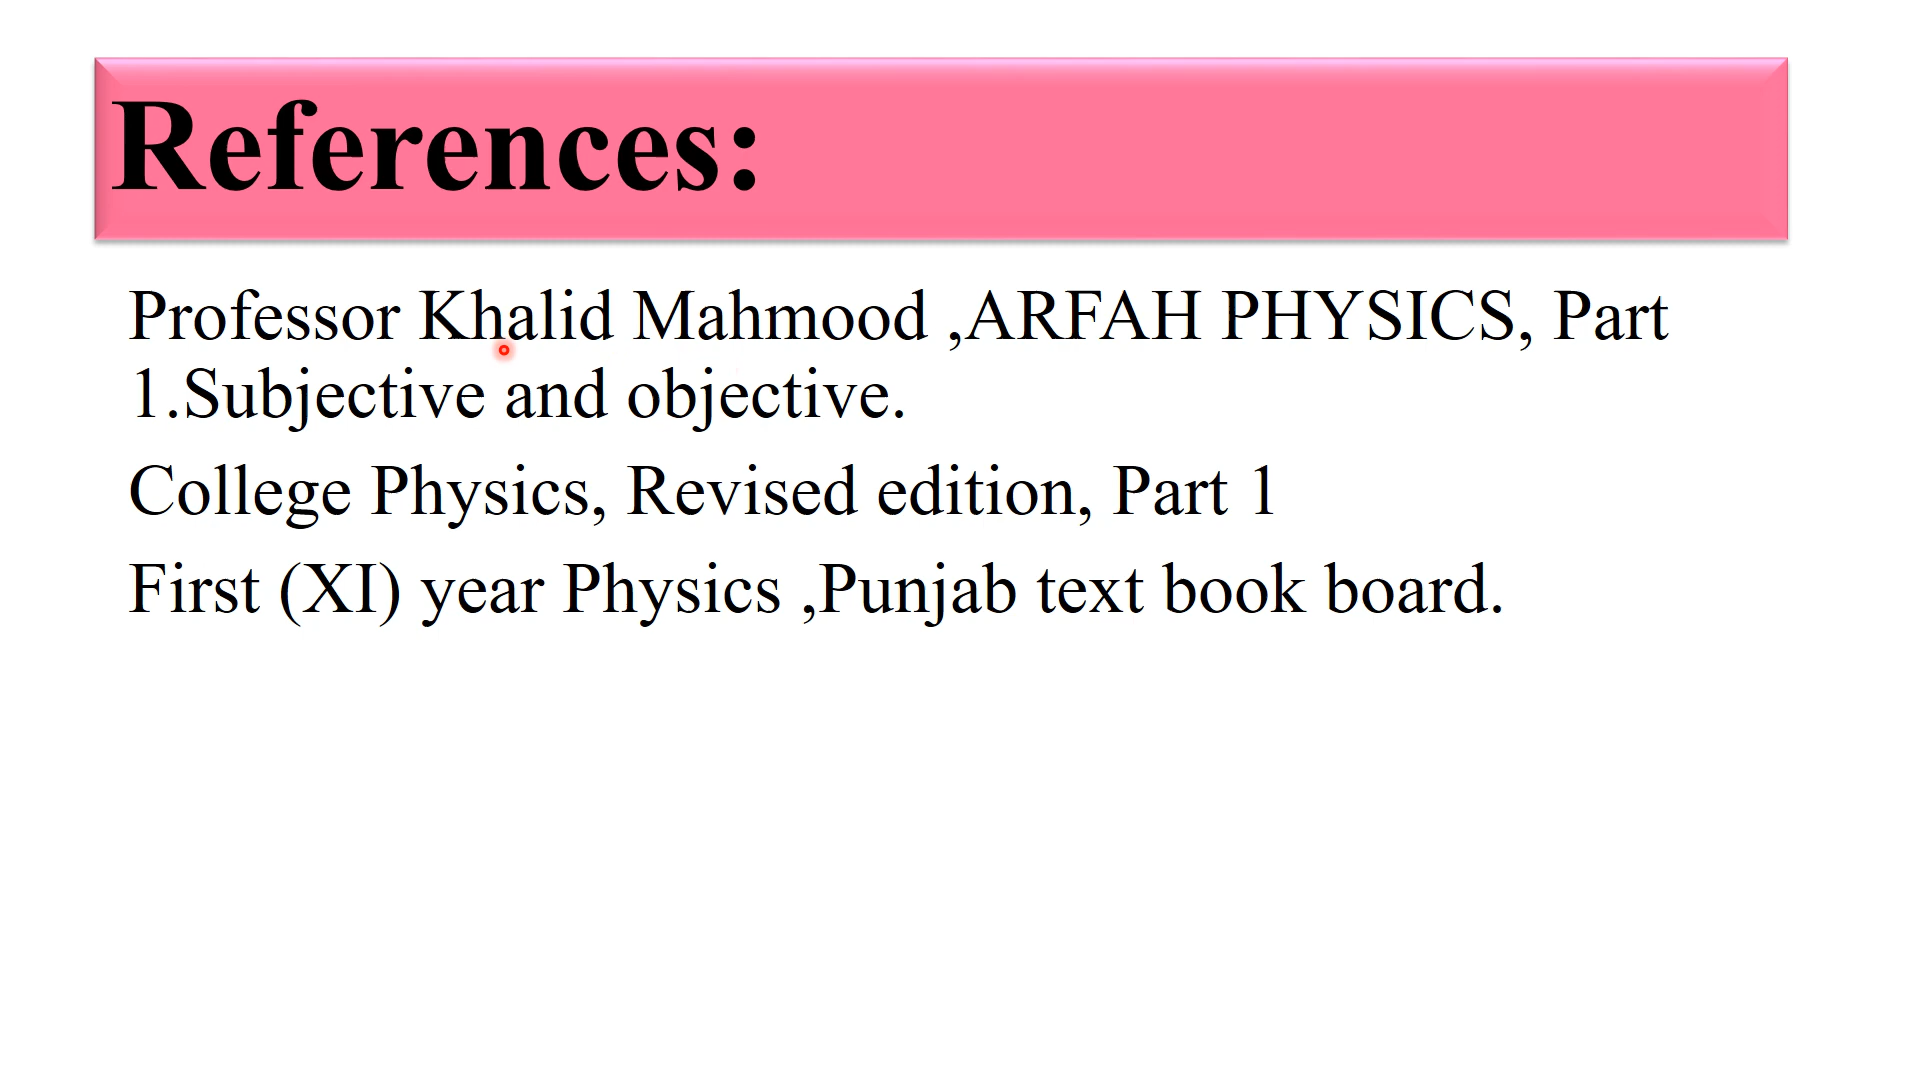 References:
Professor Khalid Mahmood ,ARFAH PHYSICS, Part
1.Subjective and objective.
College Physics, Revised edition, Part 1
First (XI) year Physics ,Punjab text book board.